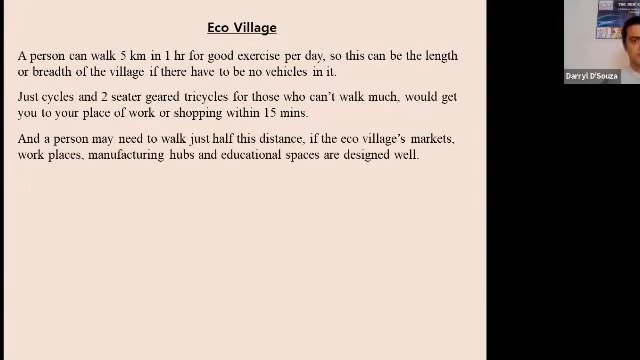 Eco Village
A person can walk 5 km in 1 hr for good exercise per day, so this can be the length
or breadth of the village if there have to be no vehicles in it.
Just cycles and 2 seater geared tricycles for those who can't walk much, would get
you to your place of work or shopping within 15 mins.
And a person may need to walk just half this distance, if the eco village's markets,
work places, manufacturing hubs and educational spaces are designed well.
Darryl D'Souza